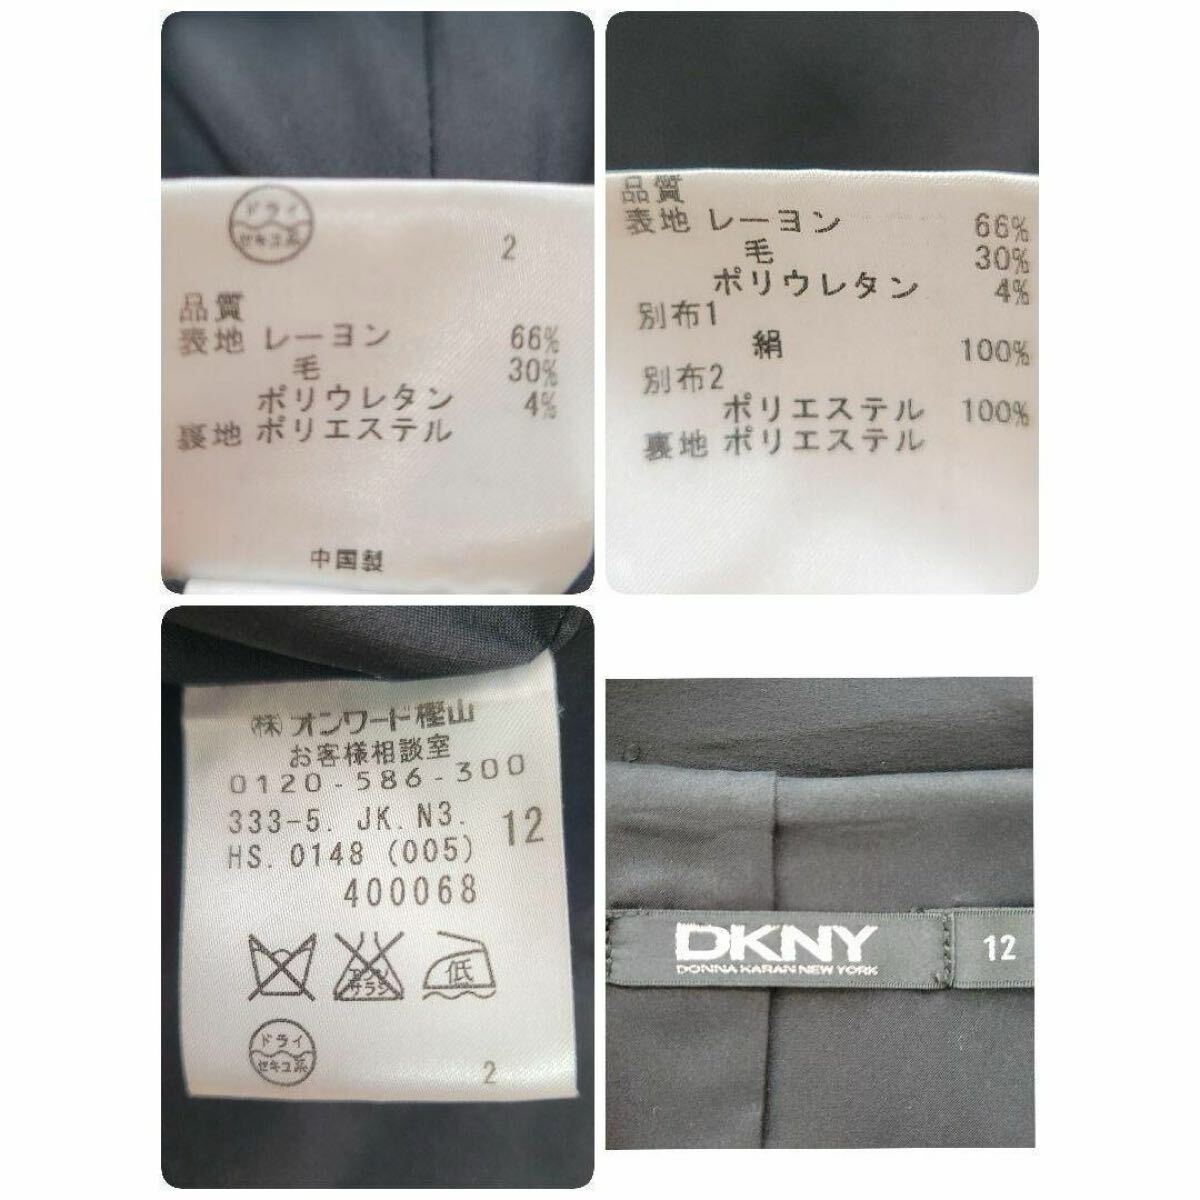 ドライ
セキユ系
2
品質
表地 レーヨン 66%
毛 30%
ポリウレタン 4%
裏地 ポリエステル
中国製
品質
表地 レーヨン 66%
毛 30%
ポリウレタン 4%
別布1
絹 100%
別布2
ポリエステル 100%
裏地 ポリエステル
㈱オンワード樫山
お客様相談室
0120-586-300
333-5. JK.N3. 12
HS.0148 (005)
400068
エンソ
サラシ
低
ドライ
セキユ系
2
DKNY
DONNA KARAN NEW YORK
12